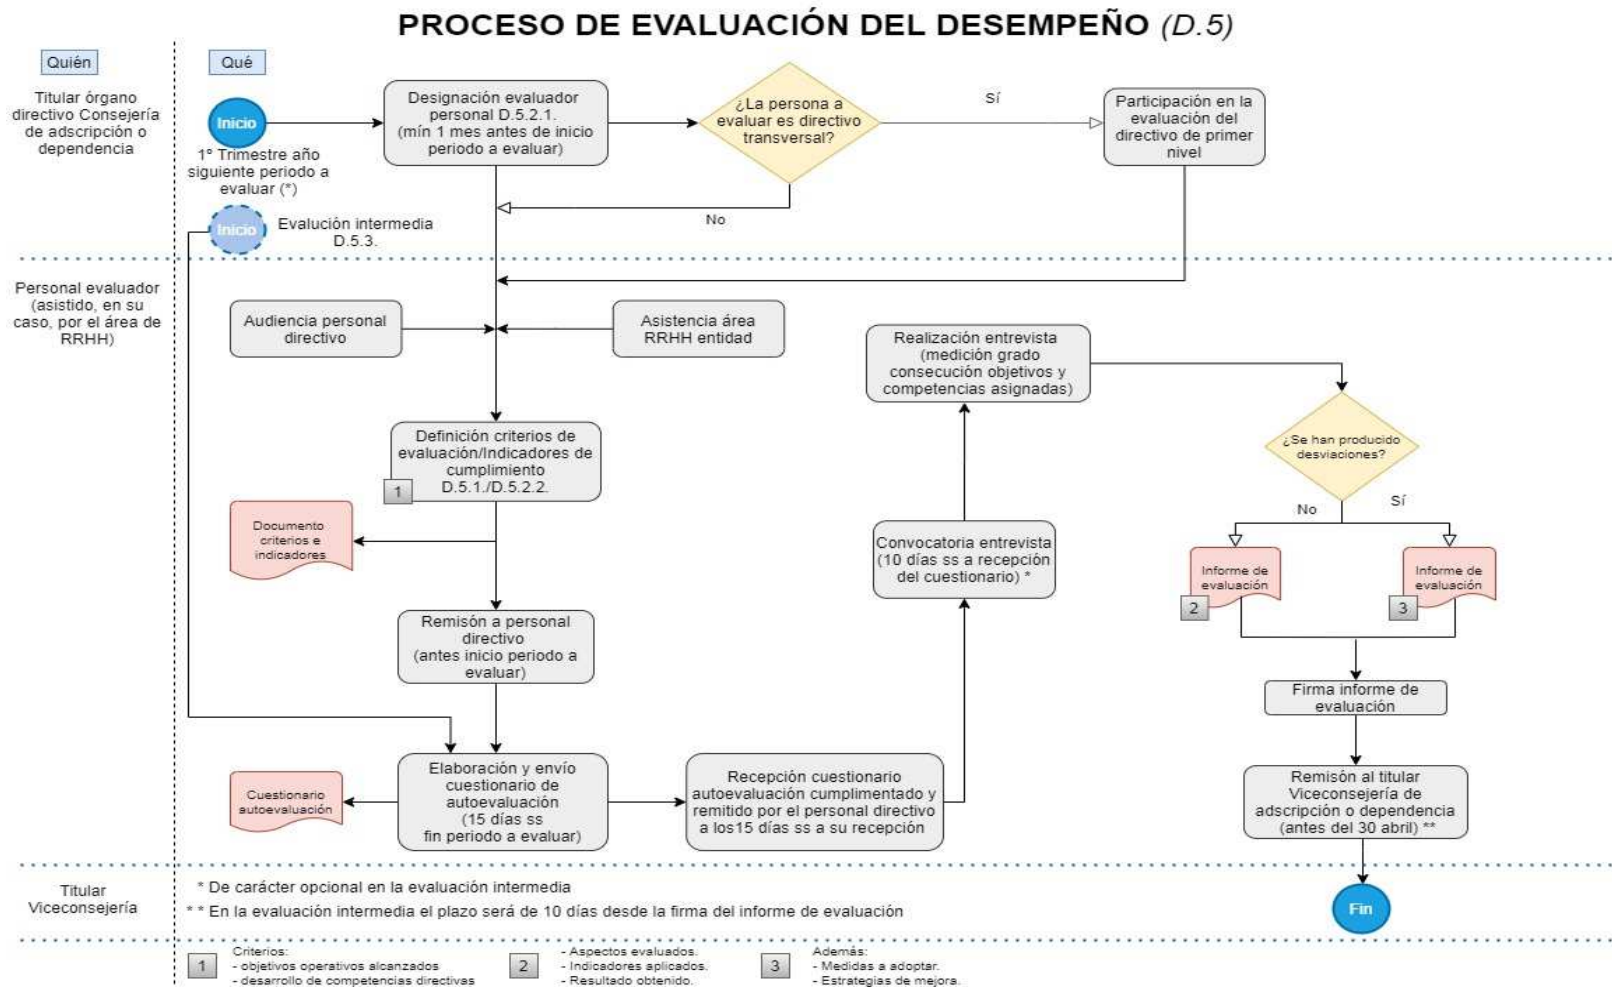 PROCESO DE EVALUACIÓN DEL DESEMPEÑO (D.5)
Quién
Qué
Titular órgano
directivo Consejería
de adscripción o
dependencia
Inicio
1º Trimestre año
siguiente periodo a
evaluar (*)
Designación evaluador
personal D.5.2.1.
(mín 1 mes antes de inicio
periodo a evaluar)
¿La persona a
evaluar es directivo
transversal?
Sí
No
Participación en la
evaluación del
directivo de primer
nivel
Inicio
Evalución intermedia
D.5.3.
Personal evaluador
(asistido, en su
caso, por el área de
RRHH)
Audiencia personal
directivo
Asistencia área
RRHH entidad
Definición criterios de
evaluación/Indicadores de
cumplimiento
D.5.1./D.5.2.2.
1
Documento
criterios e
indicadores
Remisón a personal
directivo
(antes inicio periodo a
evaluar)
Elaboración y envío
cuestionario de
autoevaluación
(15 días ss
fin periodo a evaluar)
Cuestionario
autoevaluación
Recepción cuestionario
autoevaluación cumplimentado y
remitido por el personal directivo
a los15 días ss a su recepción
Convocatoria entrevista
(10 días ss a recepción
del cuestionario) *
Realización entrevista
(medición grado
consecución objetivos y
competencias asignadas)
¿Se han producido
desviaciones?
No
Sí
Informe de
evaluación
2
Informe de
evaluación
3
Firma informe de
evaluación
Remisón al titular
Viceconsejería de
adscripción o dependencia
(antes del 30 abril) **
Fin
Titular
Viceconsejería
* De carácter opcional en la evaluación intermedia
* * En la evaluación intermedia el plazo será de 10 días desde la firma del informe de evaluación
1
Criterios:
- objetivos operativos alcanzados
- desarrollo de competencias directivas
2
- Aspectos evaluados.
- Indicadores aplicados.
- Resultado obtenido.
3
Además:
- Medidas a adoptar.
- Estrategias de mejora.